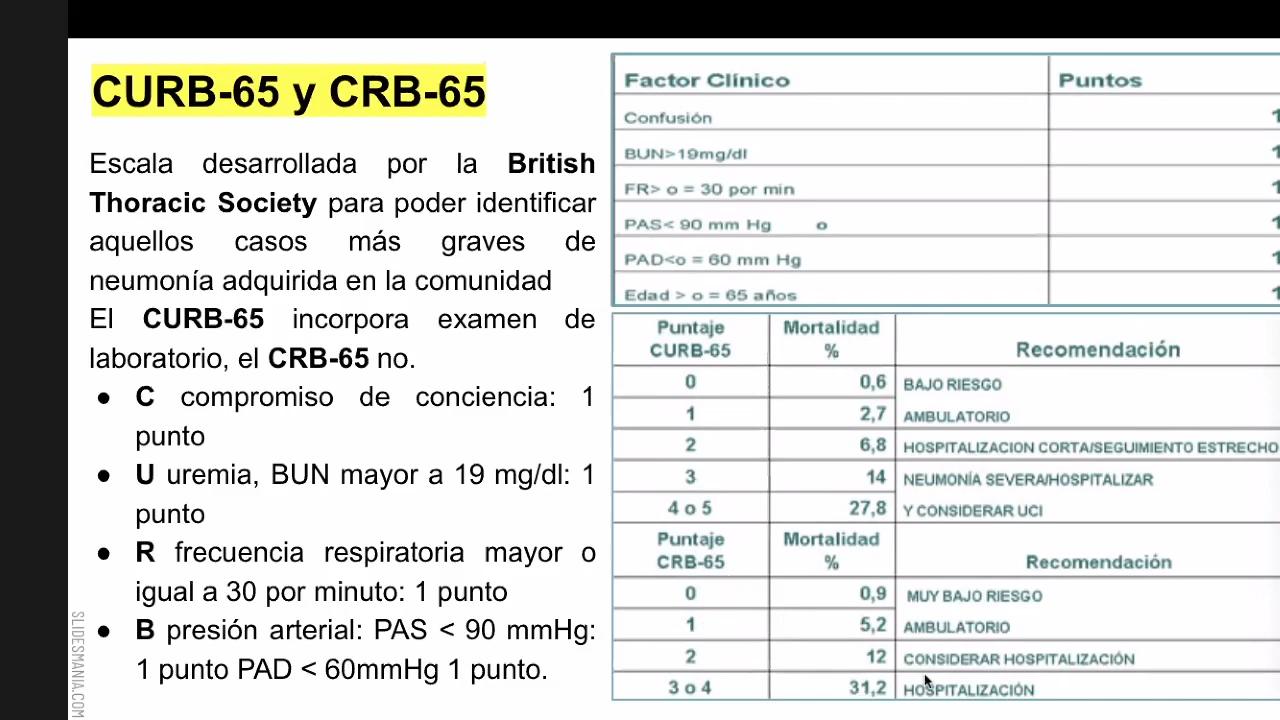 CURB-65 y CRB-65
Escala desarrollada por la British
Thoracic Society para poder identificar
aquellos casos más graves de
neumonía adquirida en la comunidad
El CURB-65 incorpora examen de
laboratorio, el CRB-65 no.
● C compromiso de conciencia: 1
punto
● U uremia, BUN mayor a 19 mg/dl: 1
punto
● R frecuencia respiratoria mayor o
igual a 30 por minuto: 1 punto
● B presión arterial: PAS < 90 mmHg:
1 punto PAD < 60mmHg 1 punto.
SLIDESMANIA.COM
Factor Clínico Puntos
Confusión 1
BUN>19mg/dl 1
FR> o = 30 por min 1
PAS< 90 mm Hg o 1
PAD<o = 60 mm Hg 1
Edad > o = 65 años 1
Puntaje Mortalidad
CURB-65 % Recomendación
0 0,6 BAJO RIESGO
1 2,7 AMBULATORIO
2 6,8 HOSPITALIZACION CORTA/SEGUIMIENTO ESTRECHO
3 14 NEUMONÍA SEVERA/HOSPITALIZAR
4 o 5 27,8 Y CONSIDERAR UCI
Puntaje Mortalidad
CRB-65 % Recomendación
0 0,9 MUY BAJO RIESGO
1 5,2 AMBULATORIO
2 12 CONSIDERAR HOSPITALIZACIÓN
3 o 4 31,2 HOSPITALIZACIÓN